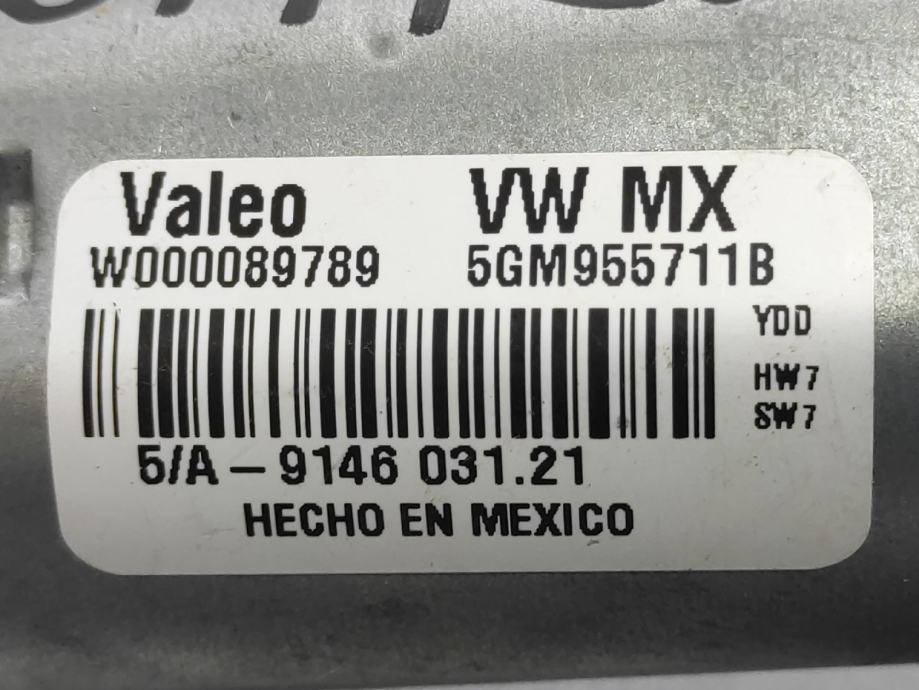 Valeo VW MX
W000089789 5GM955711B
YDD
HW7
SW7
5/A - 9146 031.21
HECHO EN MEXICO